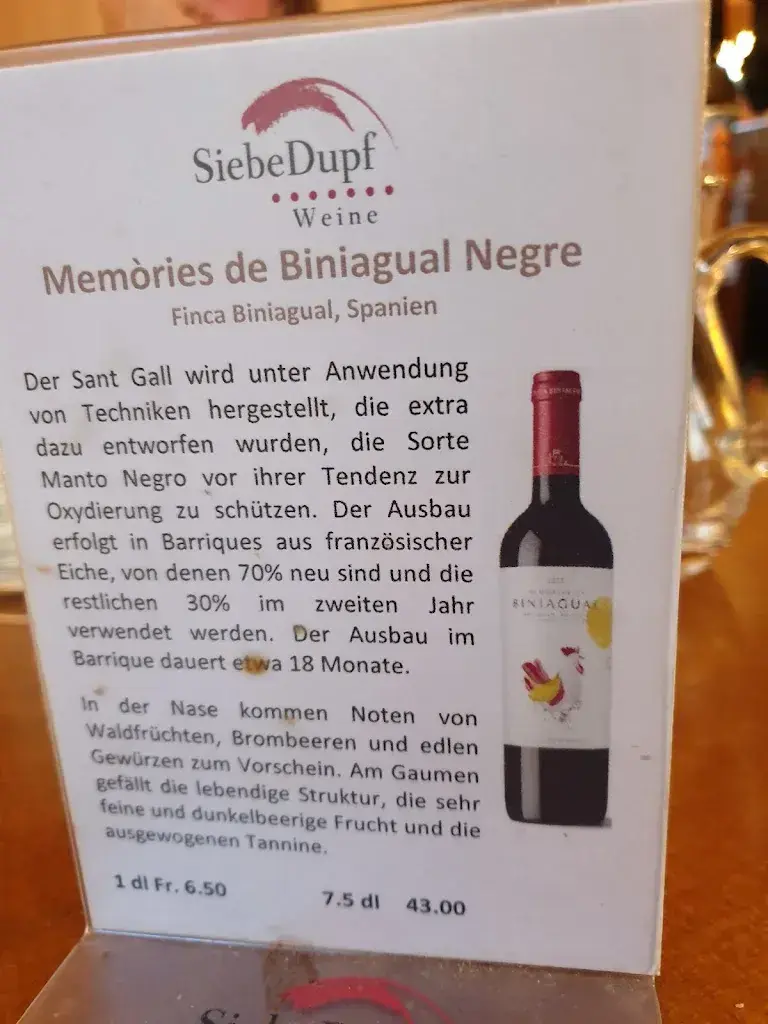 SiebeDupf
Weine
Memòries de Biniagual Negre
Finca Biniagual, Spanien
Der Sant Gall wird unter Anwendung
von Techniken hergestellt, die extra
dazu entworfen wurden, die Sorte
Manto Negro vor ihrer Tendenz zur
Oxydierung zu schützen. Der Ausbau
erfolgt in Barriques aus französischer
Eiche, von denen 70% neu sind und die
restlichen 30% im zweiten Jahr
verwendet werden. Der Ausbau im
Barrique dauert etwa 18 Monate.
BINIAGUAL
In der Nase kommen Noten von
Waldfrüchten, Brombeeren und edlen
Gewürzen zum Vorschein. Am Gaumen
gefällt die lebendige Struktur, die sehr
feine und dunkelbeerige Frucht und die
ausgewogenen Tannine.
1 dl Fr. 6.50 7.5 dl 43.00